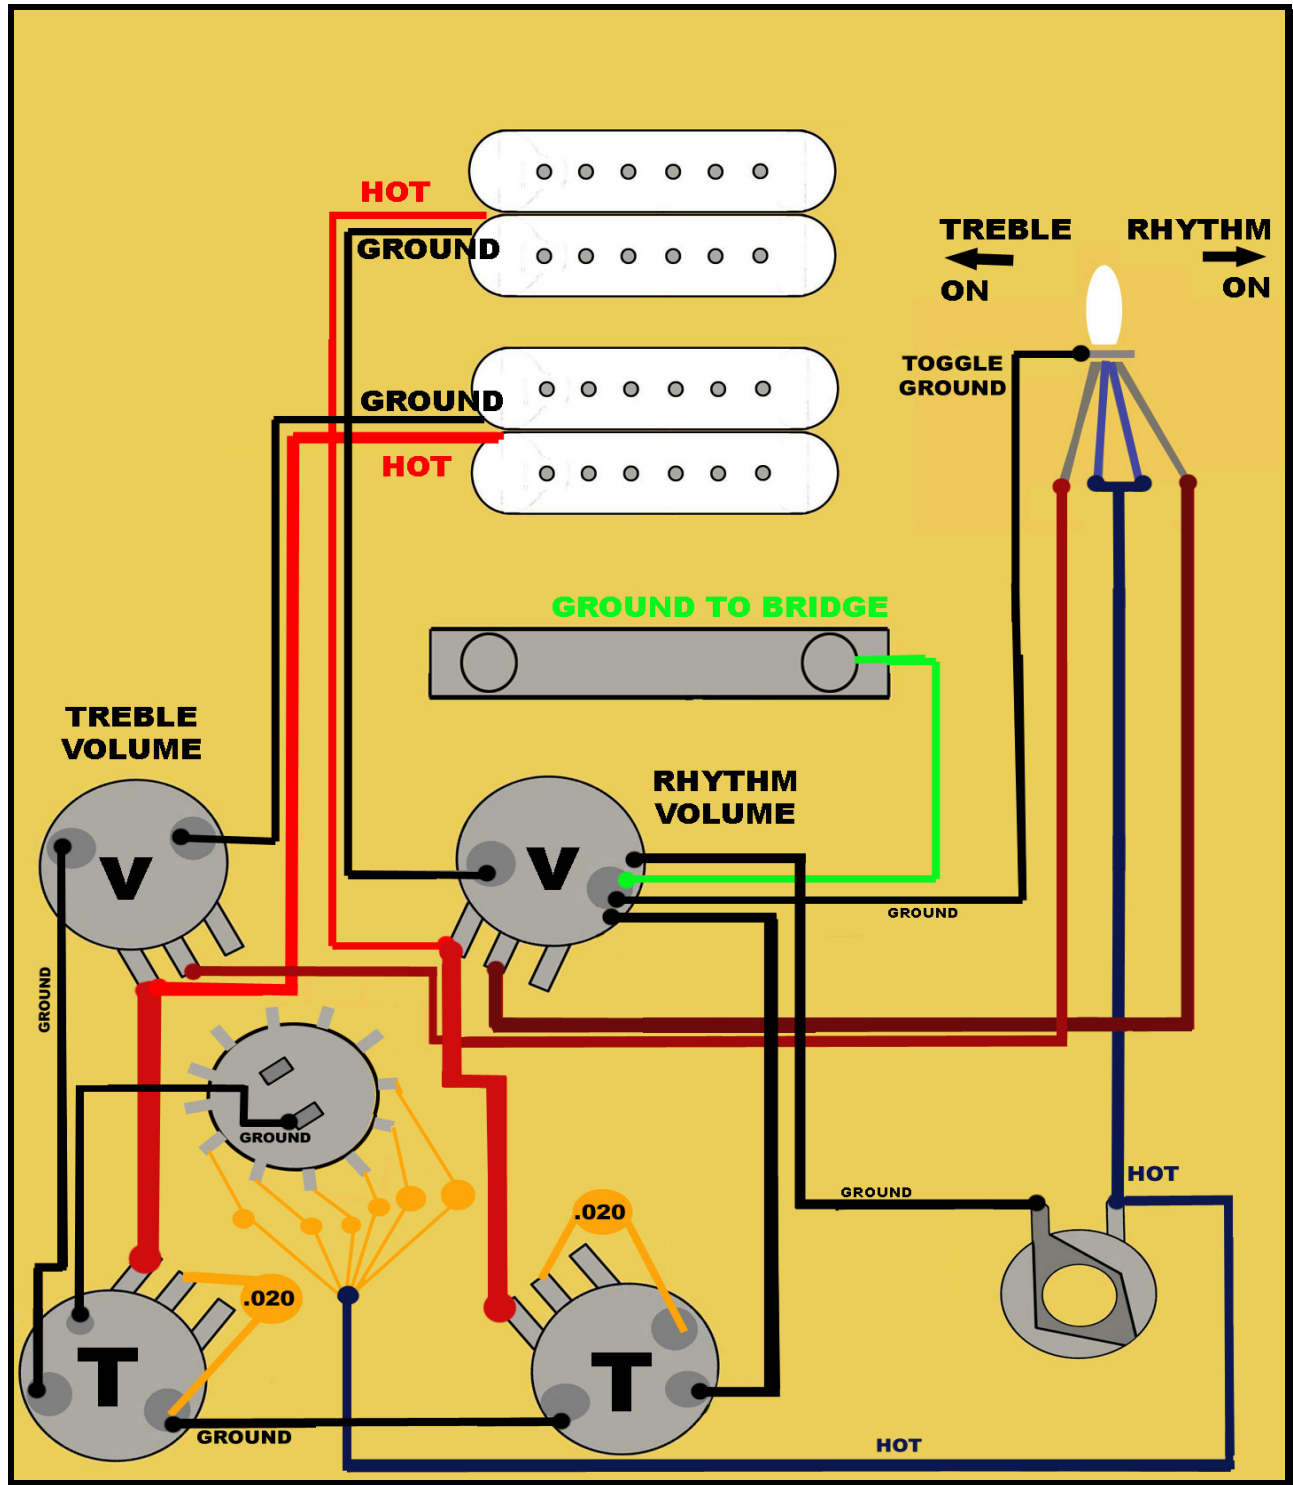 HOT
GROUND
TREBLE
RHYTHM
ON
ON
TOGGLE
GROUND
GROUND
HOT
GROUND TO BRIDGE
TREBLE
VOLUME
RHYTHM
VOLUME
V
V
GROUND
GROUND
GROUND
HOT
GROUND
.020
.020
T
T
GROUND
HOT